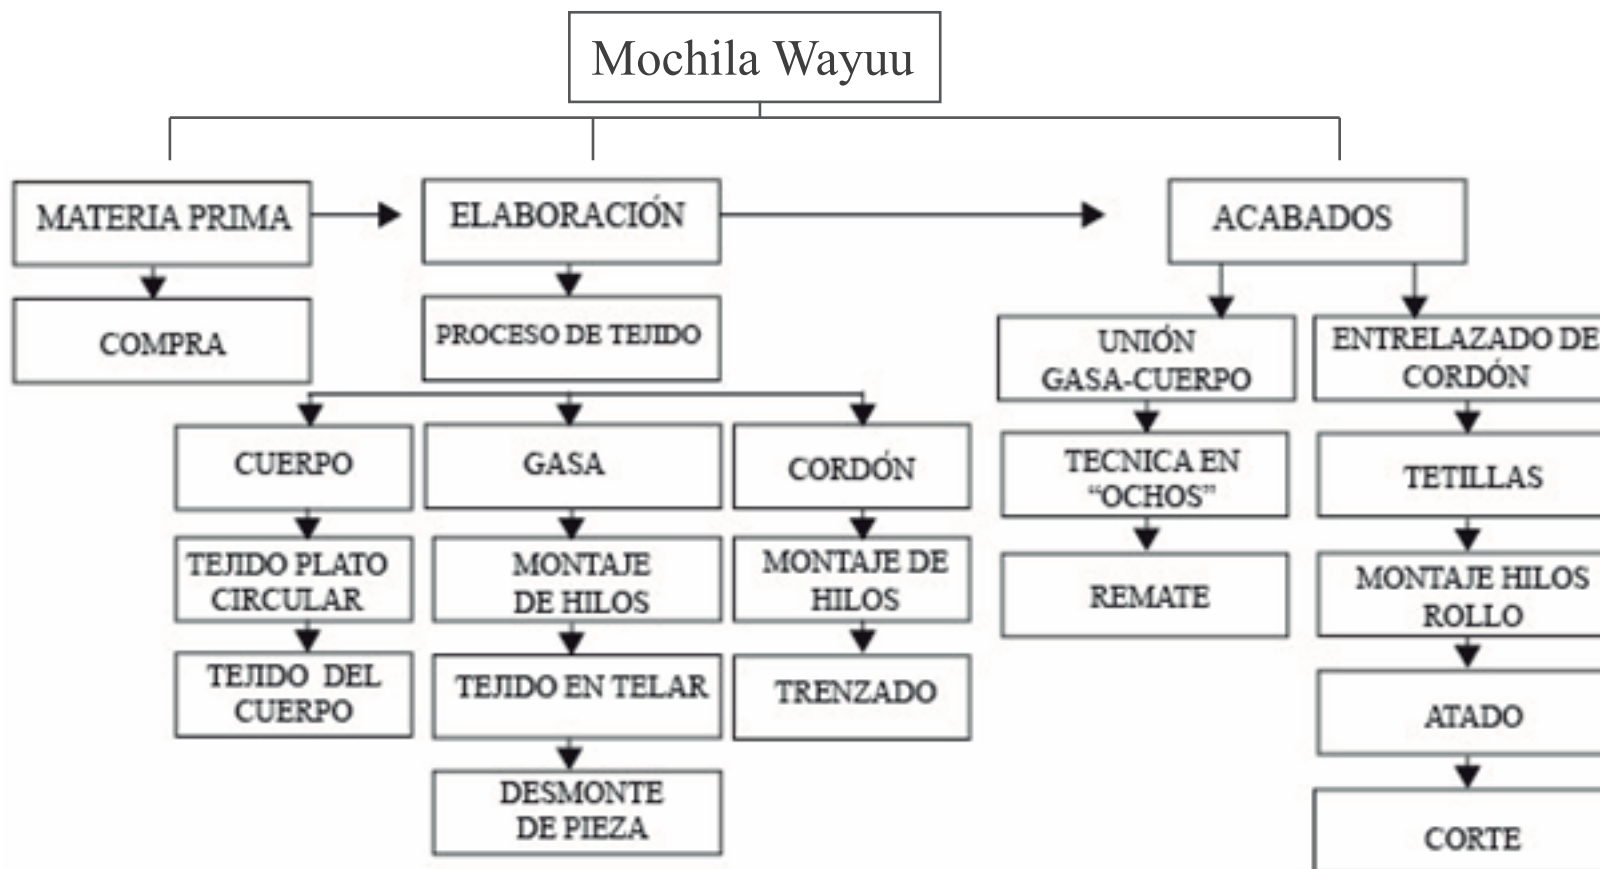 Mochila Wayuu
MATERIA PRIMA
ELABORACIÓN
ACABADOS
COMPRA
PROCESO DE TEJIDO
UNIÓN
GASA-CUERPO
ENTRELAZADO DE
CORDÓN
CUERPO
GASA
CORDÓN
TECNICA EN
“OCHOS”
TETILLAS
TEJIDO PLATO
CIRCULAR
MONTAJE
DE HILOS
MONTAJE DE
HILOS
REMATE
MONTAJE HILOS
ROLLO
TEJIDO DEL
CUERPO
TEJIDO EN TELAR
TRENZADO
ATADO
DESMONTE
DE PIEZA
CORTE